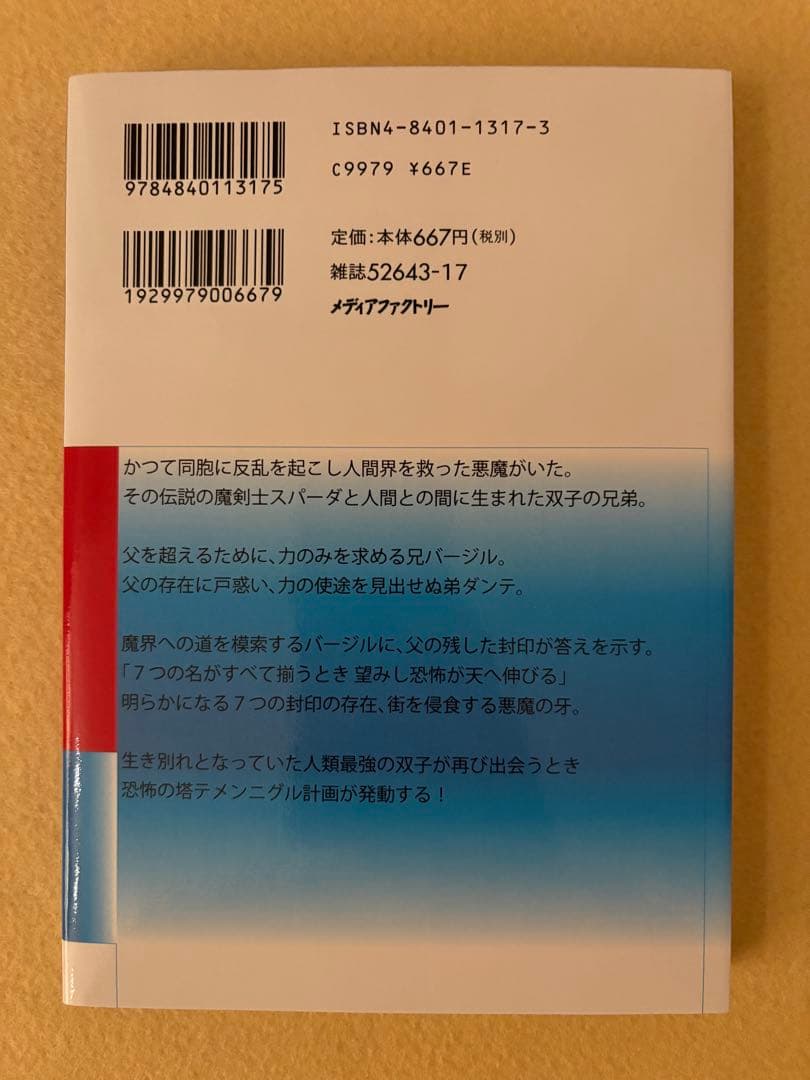 ISBN4-8401-1317-3
9784840113175
C9979 ¥667E
定価：本体667円（税別）
雑誌52643-17
1929979006679
メディアファクトリー
かつて同胞に反乱を起こし人間界を救った悪魔がいた。
その伝説の魔剣士スパーダと人間との間に生まれた双子の兄弟。
父を超えるために、力のみを求める兄バージル。
父の存在に戸惑い、力の使途を見出せぬ弟ダンテ。
魔界への道を模索するバージルに、父の残した封印が答えを示す。
「７つの名がすべて揃うとき 望みし恐怖が天へ伸びる」
明らかになる７つの封印の存在、街を侵食する悪魔の牙。
生き別れとなっていた人類最強の双子が再び出会うとき
恐怖の塔テメンニグル計画が発動する！